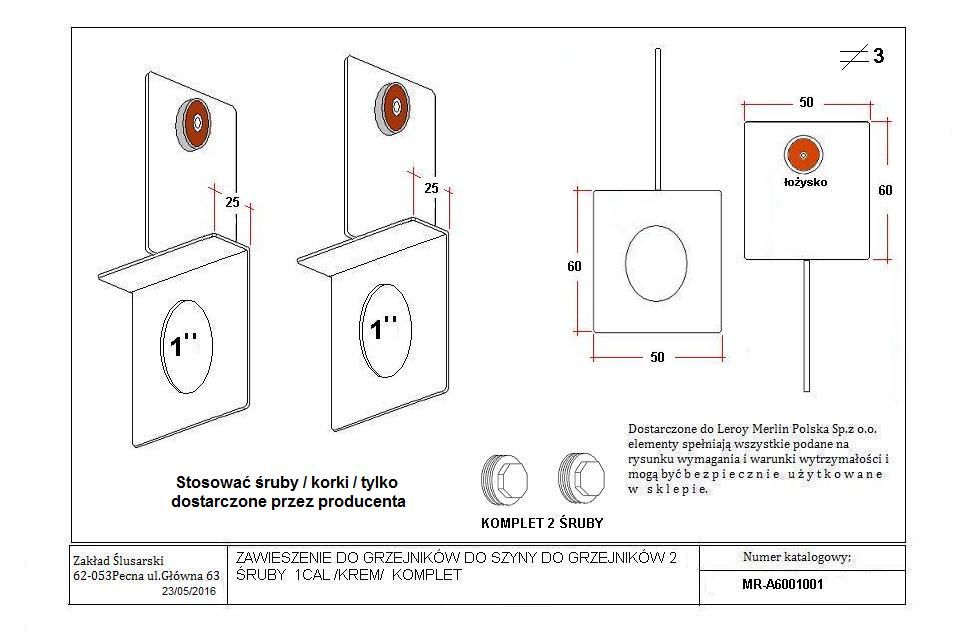 3
50
łożysko
60
25
25
60
50
1''
1''
Dostarczone do Leroy Merlin Polska Sp.z o.o.
elementy spełniają wszystkie podane na
rysunku wymagania i warunki wytrzymałości i
mogą być b e z p i e c z n i e u ż y t k o w a n e
w s k l e p i e.
Stosować śruby / korki / tylko
dostarczone przez producenta
KOMPLET 2 ŚRUBY
Zakład Ślusarski
62-053Pecna ul.Główna 63
23/05/2016
ZAWIESZENIE DO GRZEJNIKÓW DO SZYNY DO GRZEJNIKÓW 2
ŚRUBY 1CAL /KREM/ KOMPLET
Numer katalogowy;
MR-A6001001